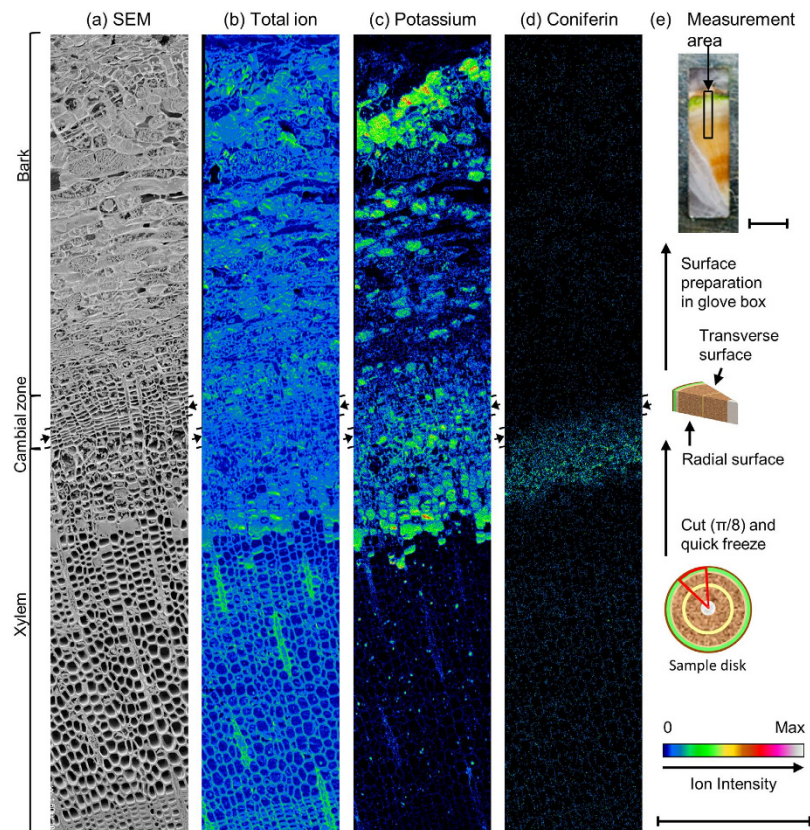 (a) SEM
(b) Total ion
(c) Potassium
(d) Coniferin
(e) Measurement
area
Bark
Cambial zone
Xylem
Surface
preparation
in glove box
Transverse
surface
Radial surface
Cut (π/8) and
quick freeze
Sample disk
0 Max
Ion Intensity